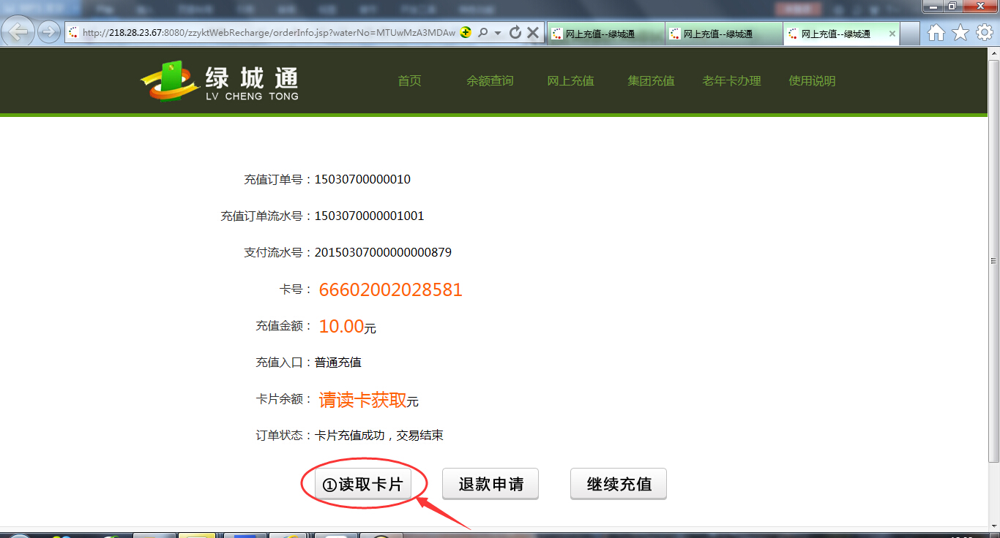 http://218.28.23.67:8080/zzyktWebRecharge/orderInfo.jsp?waterNo=MTUwMzA3MDAw
网上充值--绿城通
网上充值--绿城通
网上充值--绿城通
绿城通
LV CHENG TONG
首页
余额查询
网上充值
集团充值
老年卡办理
使用说明
充值订单号：15030700000010
充值订单流水号：1503070000001001
支付流水号：20150307000000000879
卡号：66602002028581
充值金额：10.00元
充值入口：普通充值
卡片余额：请读卡获取元
订单状态：卡片充值成功，交易结束
①读取卡片
退款申请
继续充值